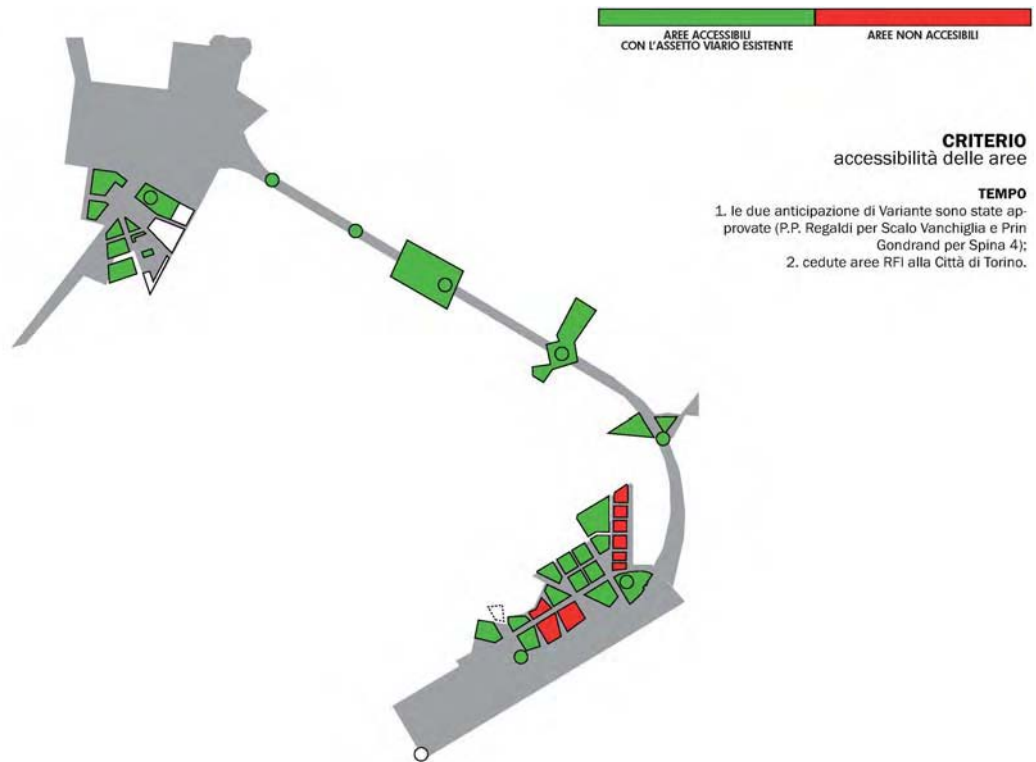 AREE ACCESSIBILI
CON L'ASSETTO VIARIO ESISTENTE
AREE NON ACCESIBILI
CRITERIO
accessibilità delle aree
TEMPO
1. le due anticipazione di Variante sono state ap-
provate (P.P. Regaldi per Scalo Vanchiglia e Prin
Gondrand per Spina 4);
2. cedute aree RFI alla Città di Torino.